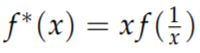 f*(x) = xf(1/x)